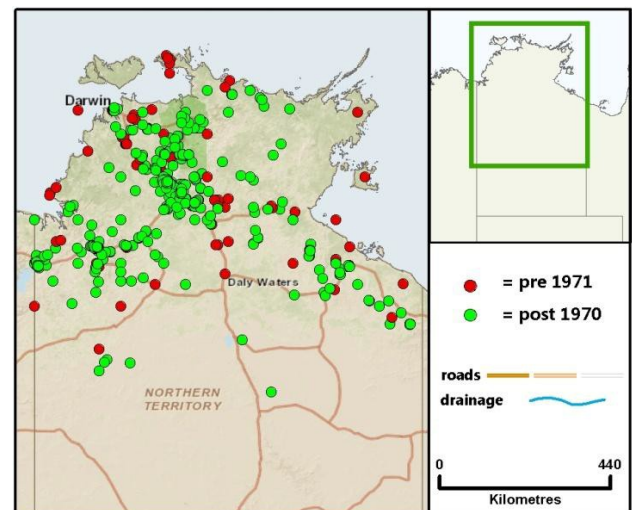 Darwin
Daly Waters
NORTHERN
TERRITORY
= pre 1971
= post 1970
roads
drainage
0 440
Kilometres